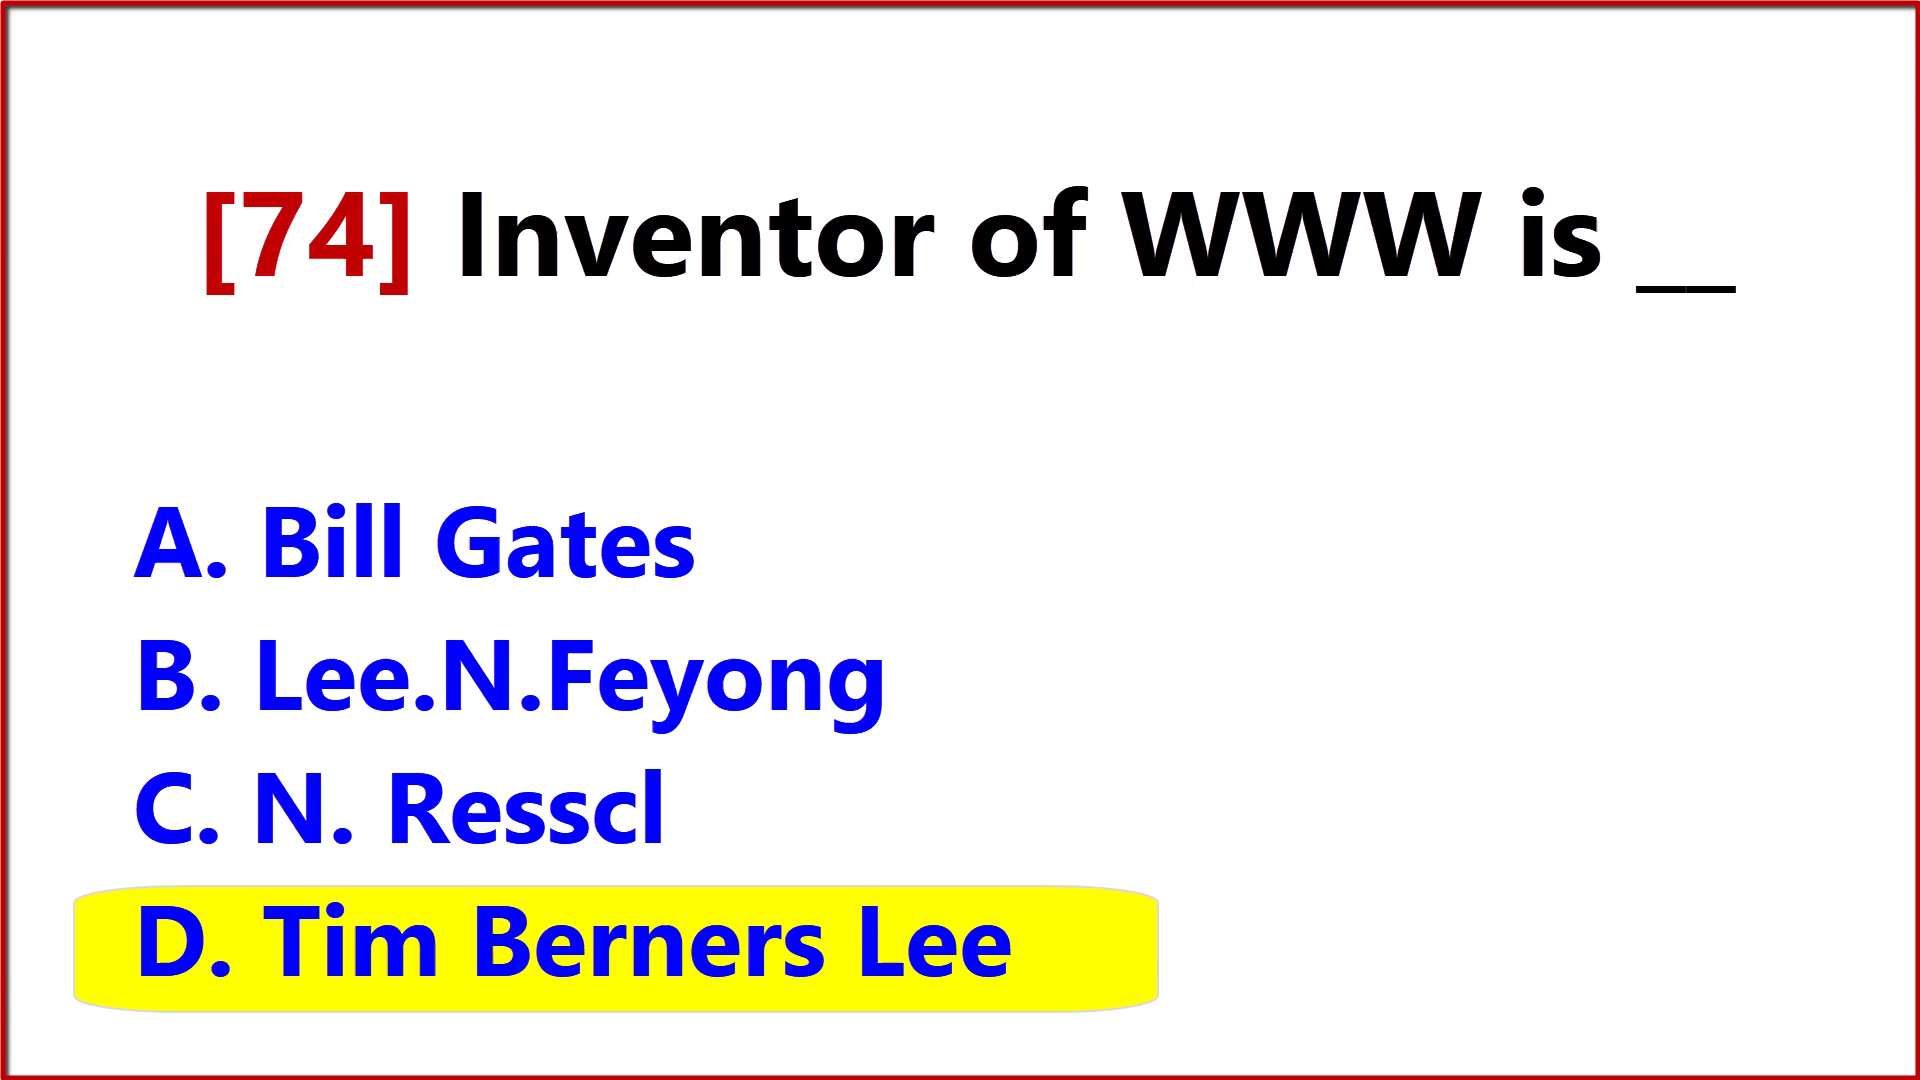 [74] Inventor of WWW is __
A. Bill Gates
B. Lee.N.Feyong
C. N. Resscl
D. Tim Berners Lee